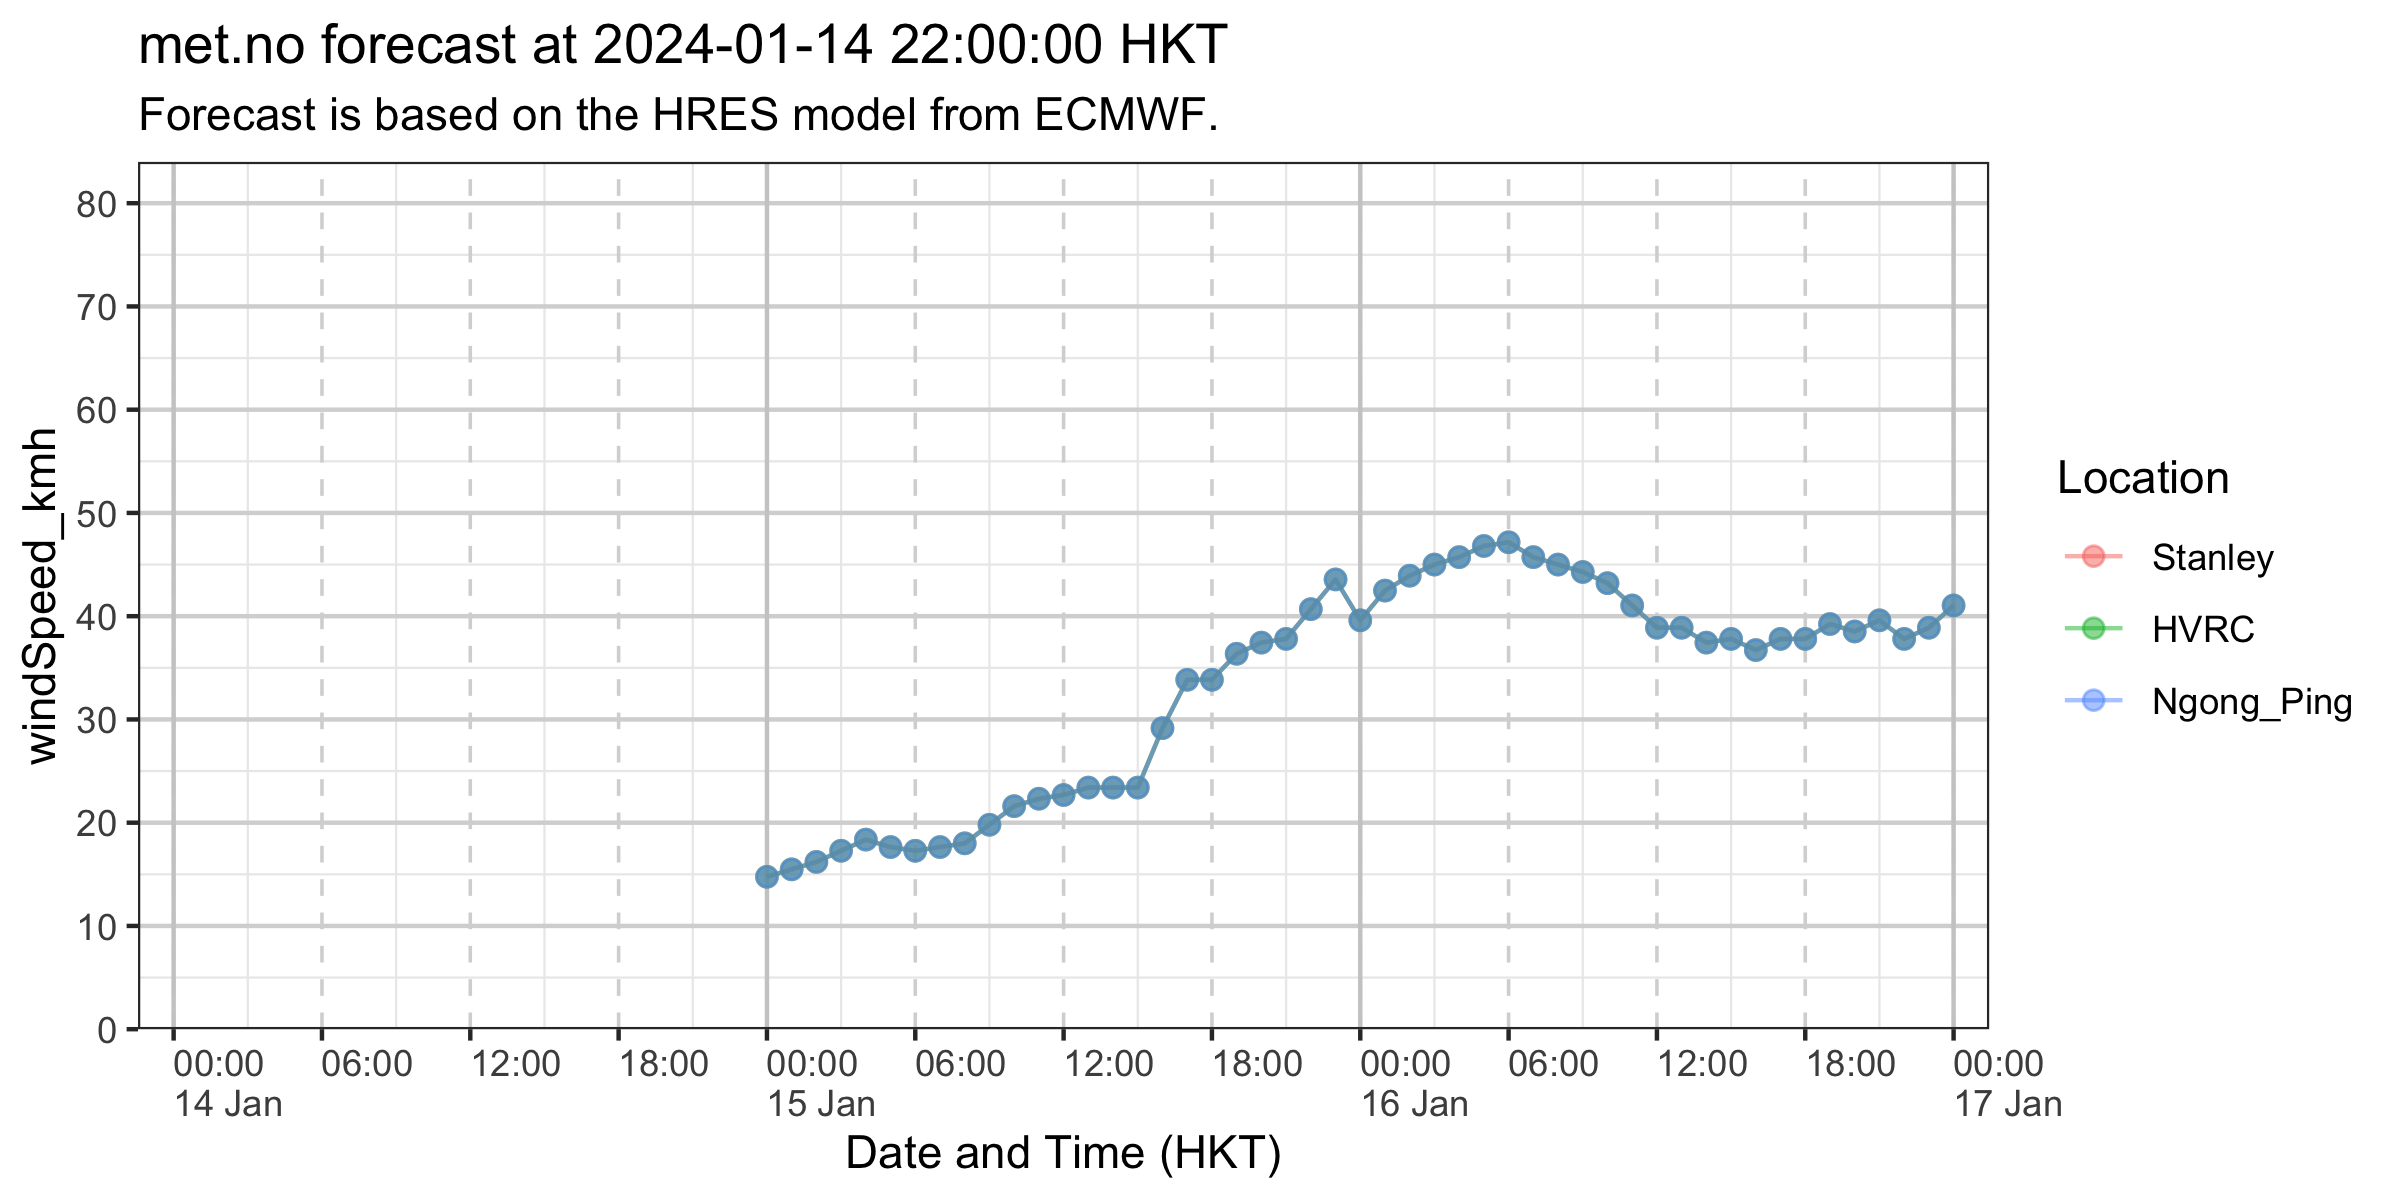 met.no forecast at 2024-01-14 22:00:00 HKT
Forecast is based on the HRES model from ECMWF.
windSpeed_kmh
80
70
60
50
40
30
20
10
0
00:00 06:00 12:00 18:00 00:00 06:00 12:00 18:00 00:00 06:00 12:00 18:00 00:00
14 Jan 15 Jan 16 Jan 17 Jan
Date and Time (HKT)
Location
Stanley
HVRC
Ngong_Ping